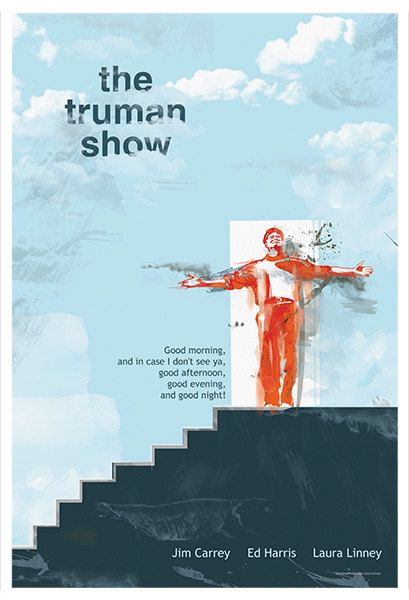 the
truman
show
Good morning,
and in case I don't see ya,
good afternoon,
good evening,
and good night!
Jim Carrey Ed Harris Laura Linney